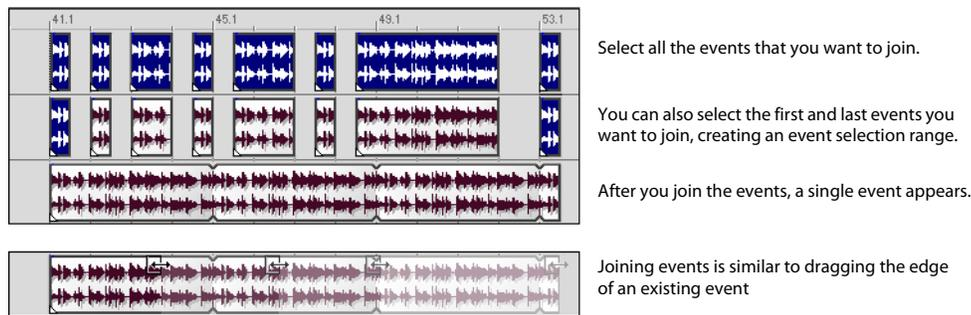 41.1 45.1 49.1 53.1
Select all the events that you want to join.
You can also select the first and last events you
want to join, creating an event selection range.
After you join the events, a single event appears.
Joining events is similar to dragging the edge
of an existing event